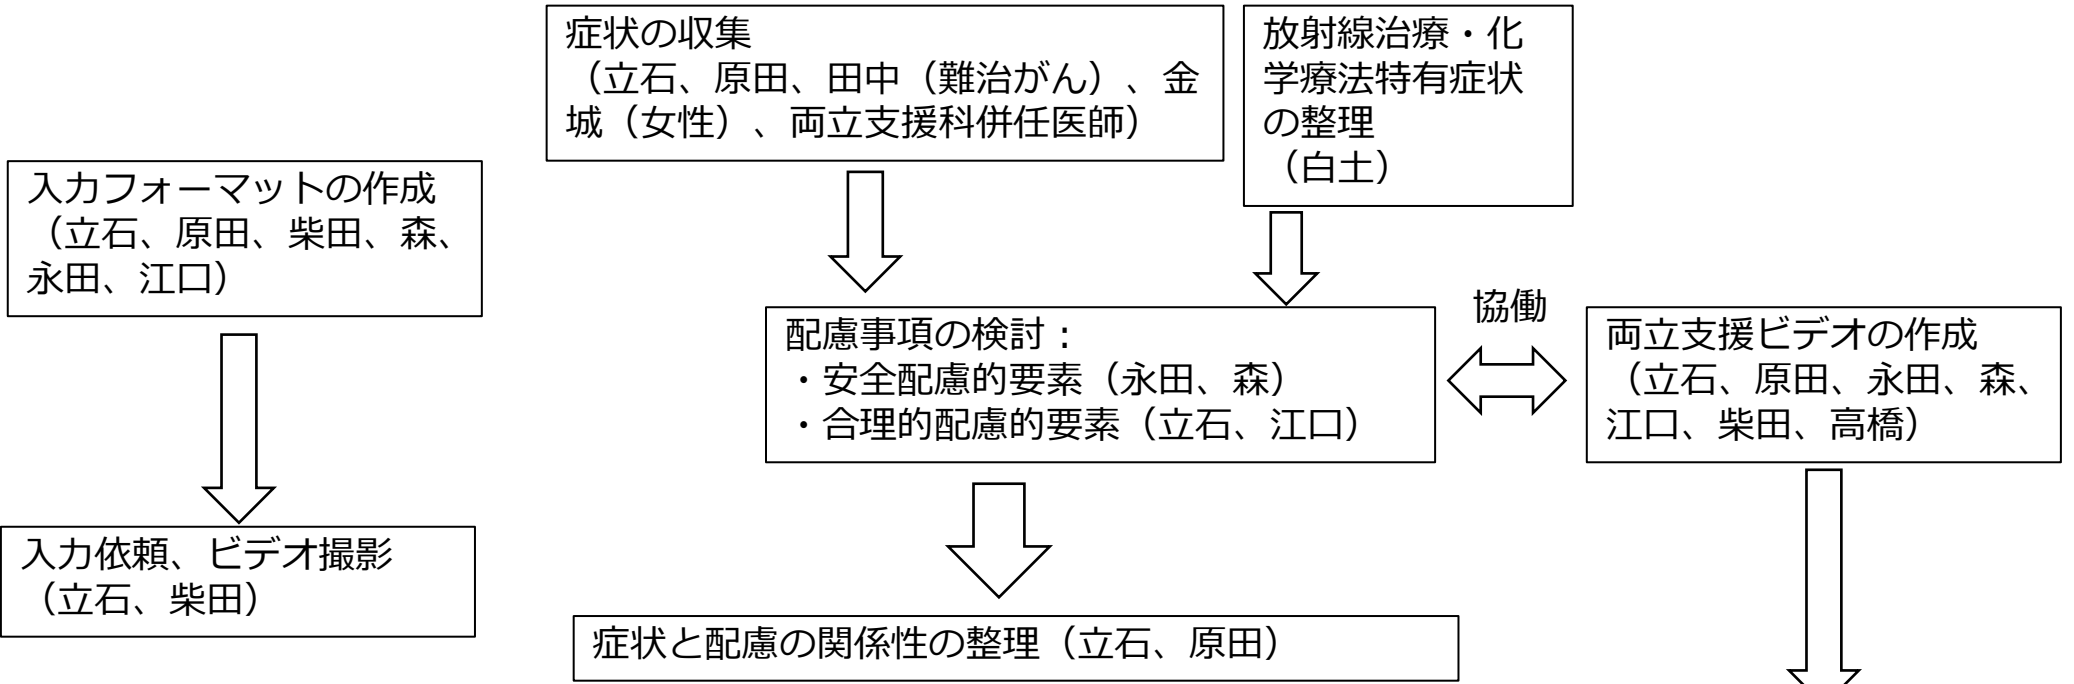 症状の収集
（立石、原田、田中（難治がん）、金
城（女性）、両立支援科併任医師）
放射線治療・化
学療法特有症状
の整理
（白土）
入力フォーマットの作成
（立石、原田、柴田、森、
永田、江口）
配慮事項の検討：
・安全配慮的要素（永田、森）
・合理的配慮的要素（立石、江口）
協働
両立支援ビデオの作成
（立石、原田、永田、森、
江口、柴田、高橋）
入力依頼、ビデオ撮影
（立石、柴田）
症状と配慮の関係性の整理（立石、原田）